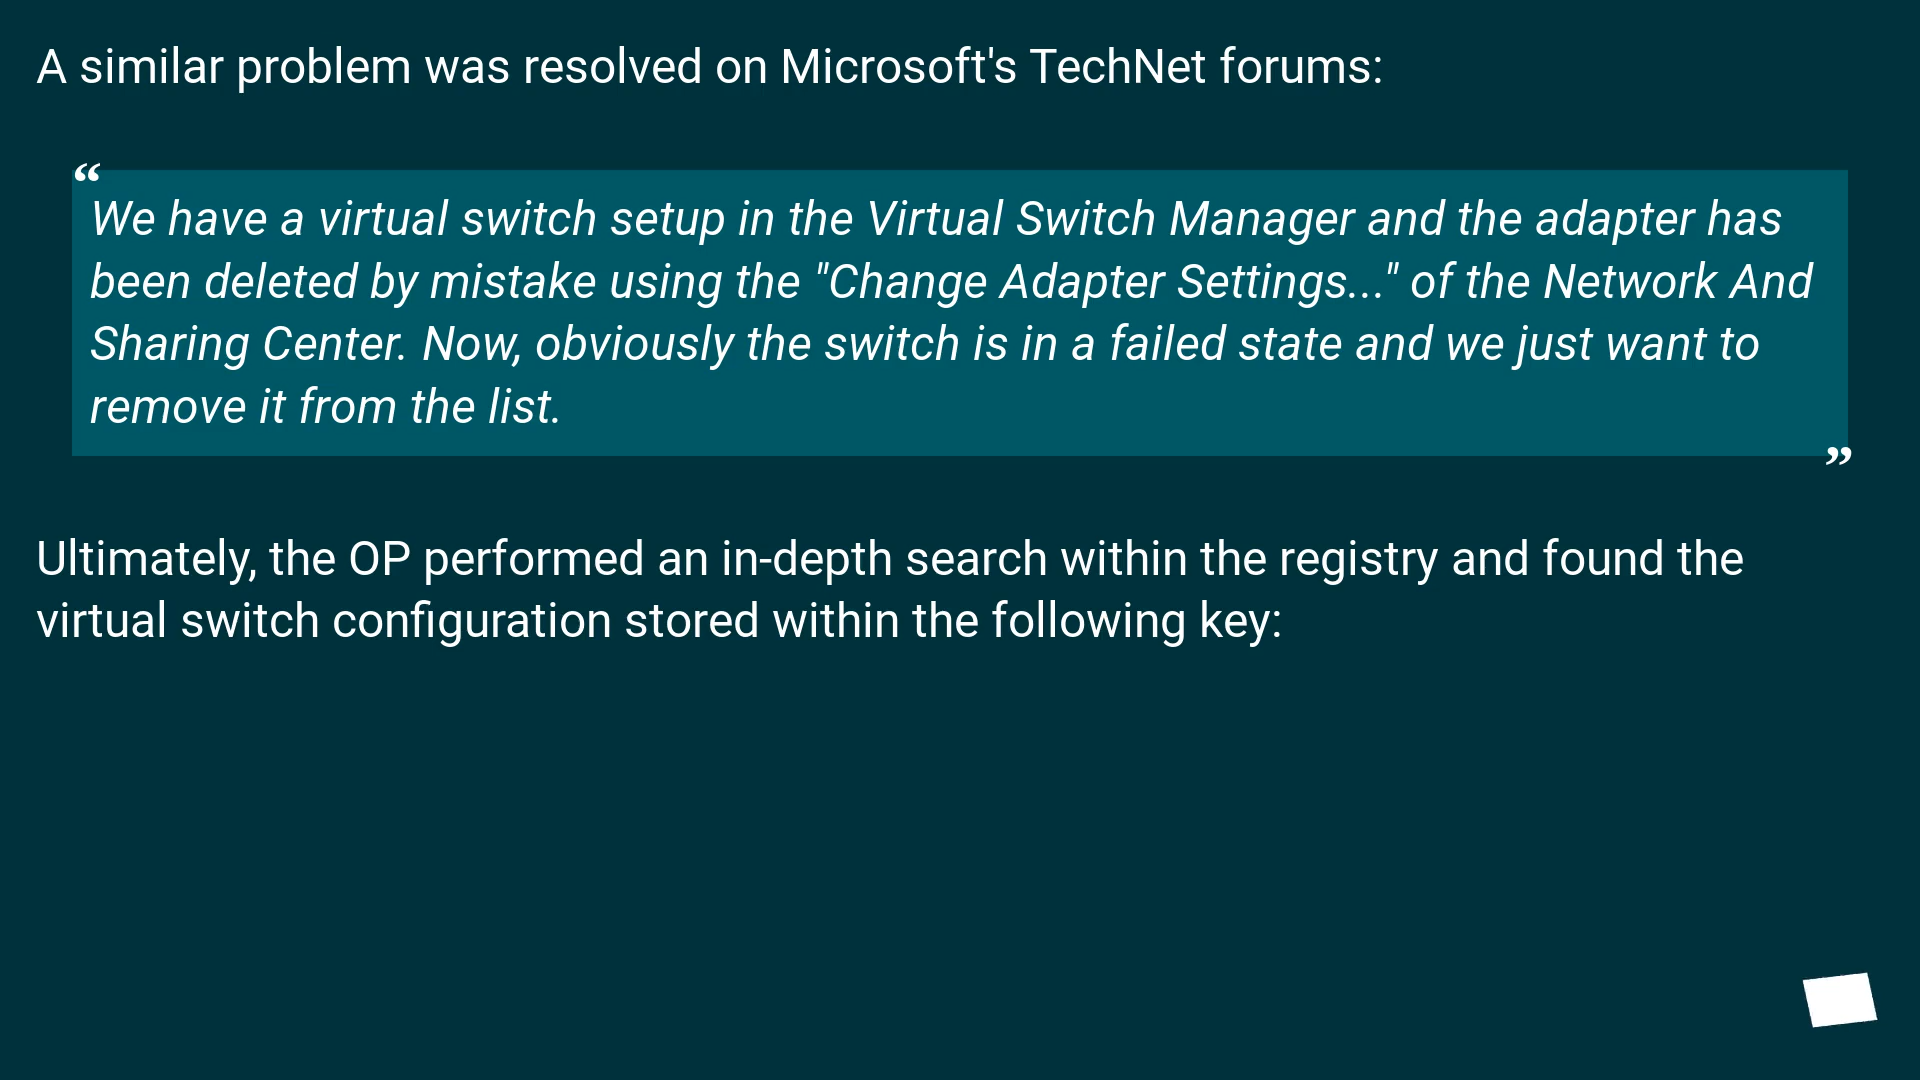 A similar problem was resolved on Microsoft's TechNet forums:
“
We have a virtual switch setup in the Virtual Switch Manager and the adapter has
been deleted by mistake using the "Change Adapter Settings..." of the Network And
Sharing Center. Now, obviously the switch is in a failed state and we just want to
remove it from the list.
”
Ultimately, the OP performed an in-depth search within the registry and found the
virtual switch configuration stored within the following key: